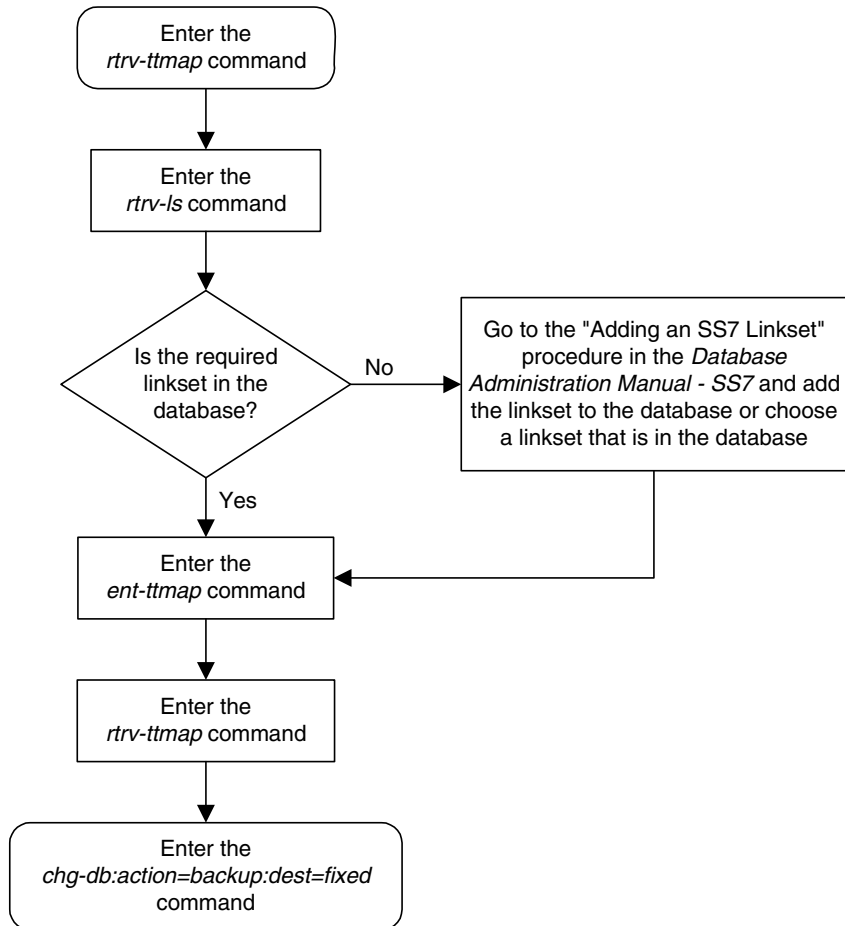 Enter the
rtrv-ttmap command
Enter the
rtrv-ls command
Is the required
linkset in the
database?
No
Go to the "Adding an SS7 Linkset"
procedure in the Database
Administration Manual - SS7 and add
the linkset to the database or choose
a linkset that is in the database
Yes
Enter the
ent-ttmap command
Enter the
rtrv-ttmap command
Enter the
chg-db:action=backup:dest=fixed
command